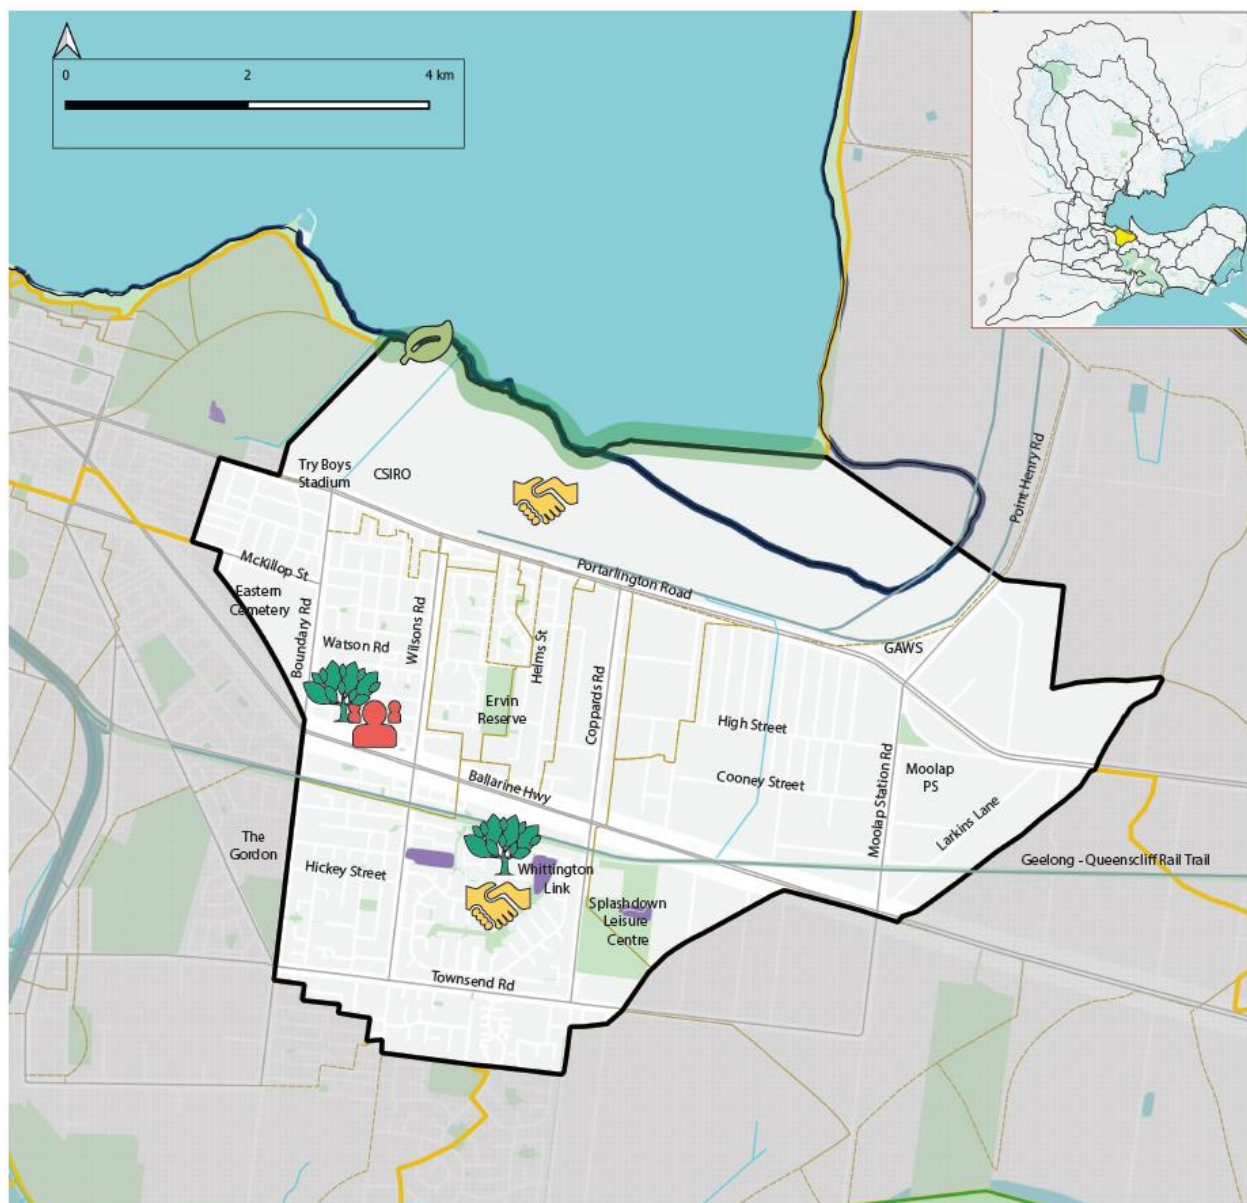 0 2 4 km
Try Boys
Stadium
CSIRO
Point Henry Rd
McKillop St
Eastern
Cemetery
Boundary Rd
Watson Rd
Wilsons Rd
Helms St
Portarlington Road
GAWS
Ervin
Reserve
Coppards Rd
High Street
Cooney Street
Moolap Station Rd
Moolap
PS
Larkins Lane
Ballarine Hwy
The
Gordon
Hickey Street
Whittington
Link
Geelong - Queenscliff Rail Trail
Splashdown
Leisure
Centre
Townsend Rd